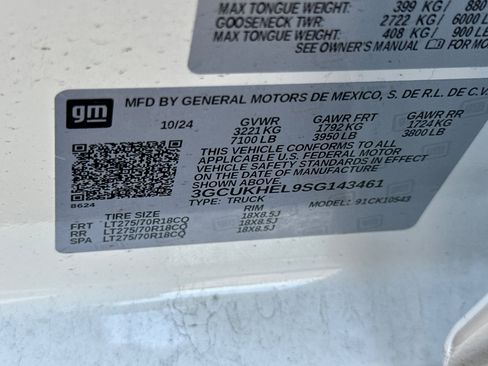 MAX TONGUE WEIGHT: 399 KG/ 880
GOOSENECK TWR: 2722 KG/ 6000 LB
MAX TONGUE WEIGHT: 408 KG/ 900 LB
SEE OWNER'S MANUAL FOR MO
gm
MFD BY GENERAL MOTORS DE MEXICO, S. DE R.L. DE C.V.
10/24 GVWR GAWR FRT GAWR RR
3221 KG 1792 KG 1724 KG
7100 LB 3950 LB 3800 LB
THIS VEHICLE CONFORMS TO ALL
APPLICABLE U.S. FEDERAL MOTOR
VEHICLE SAFETY STANDARDS IN EFFECT ON
THE DATE OF MANUFACTURE SHOWN ABOVE.
3GCUKHEL9SG143461
TYPE: TRUCK MODEL: 91CK10543
8624
TIRE SIZE RIM
FRT LT275/70R18CQ 18X8.5J
RR LT275/70R18CQ 18X8.5J
SPA LT275/70R18CQ 18X8.5J